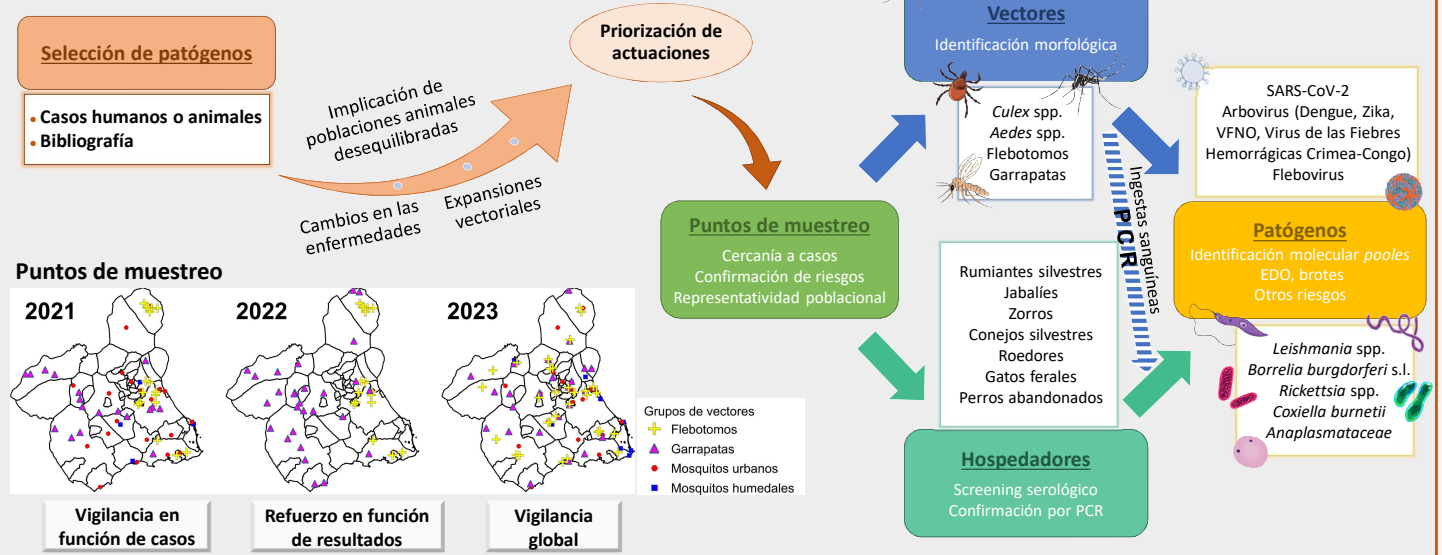 Selección de patógenos
• Casos humanos o animales
• Bibliografía
Implicación de
poblaciones animales
desequilibradas
Cambios en las
enfermedades
Expansiones
vectoriales
Priorización de
actuaciones
Puntos de muestreo
Cercanía a casos
Confirmación de riesgos
Representatividad poblacional
Vectores
Identificación morfológica
Culex spp.
Aedes spp.
Flebotomos
Garrapatas
Ingestas sanguíneas
PCR
Rumiantes silvestres
Jabalíes
Zorros
Conejos silvestres
Roedores
Gatos ferales
Perros abandonados
Hospedadores
Screening serológico
Confirmación por PCR
SARS-CoV-2
Arbovirus (Dengue, Zika,
VFNO, Virus de las Fiebres
Hemorrágicas Crimea-Congo)
Flebovirus
Patógenos
Identificación molecular pooles
EDO, brotes
Otros riesgos
Leishmania spp.
Borrelia burgdorferi s.l.
Rickettsia spp.
Coxiella burnetii
Anaplasmataceae
Puntos de muestreo
2021
2022
2023
Grupos de vectores
Flebotomos
Garrapatas
Mosquitos urbanos
Mosquitos humedales
Vigilancia en
función de casos
Refuerzo en función
de resultados
Vigilancia
global